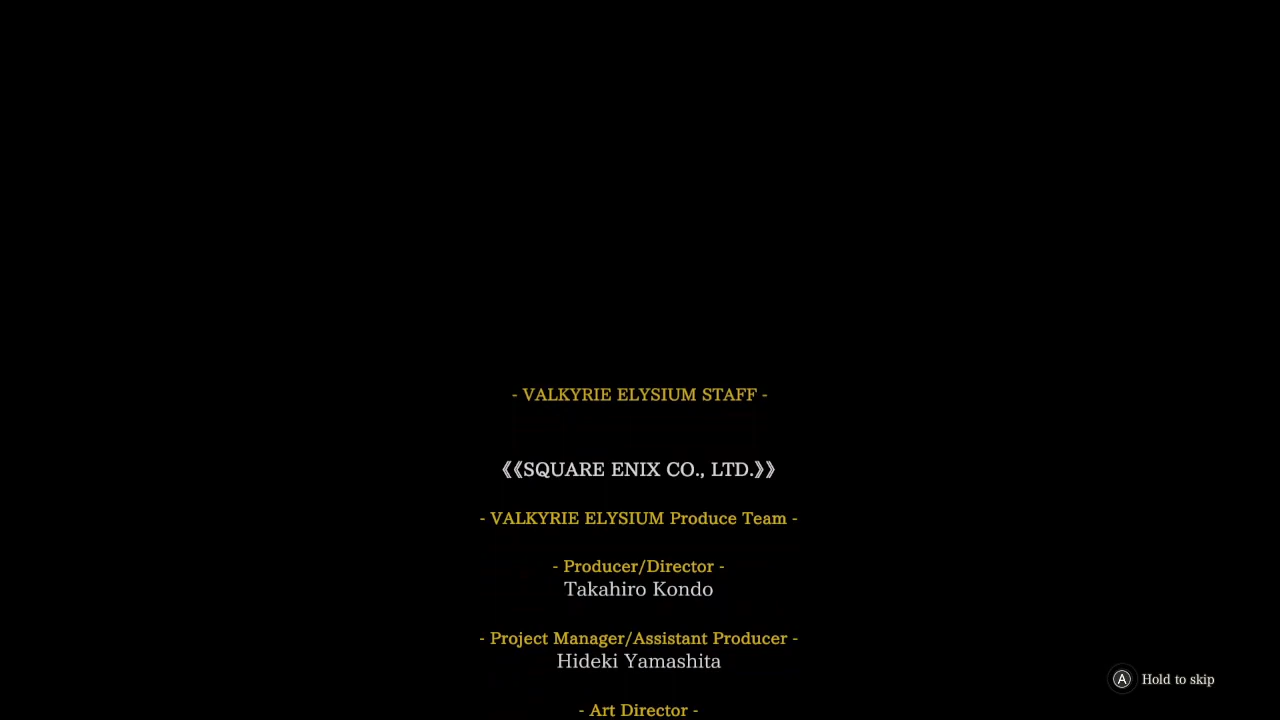 - VALKYRIE ELYSIUM STAFF -
《《SQUARE ENIX CO., LTD.》》
- VALKYRIE ELYSIUM Produce Team -
- Producer/Director -
Takahiro Kondo
- Project Manager/Assistant Producer -
Hideki Yamashita
Ⓐ Hold to skip
- Art Director -